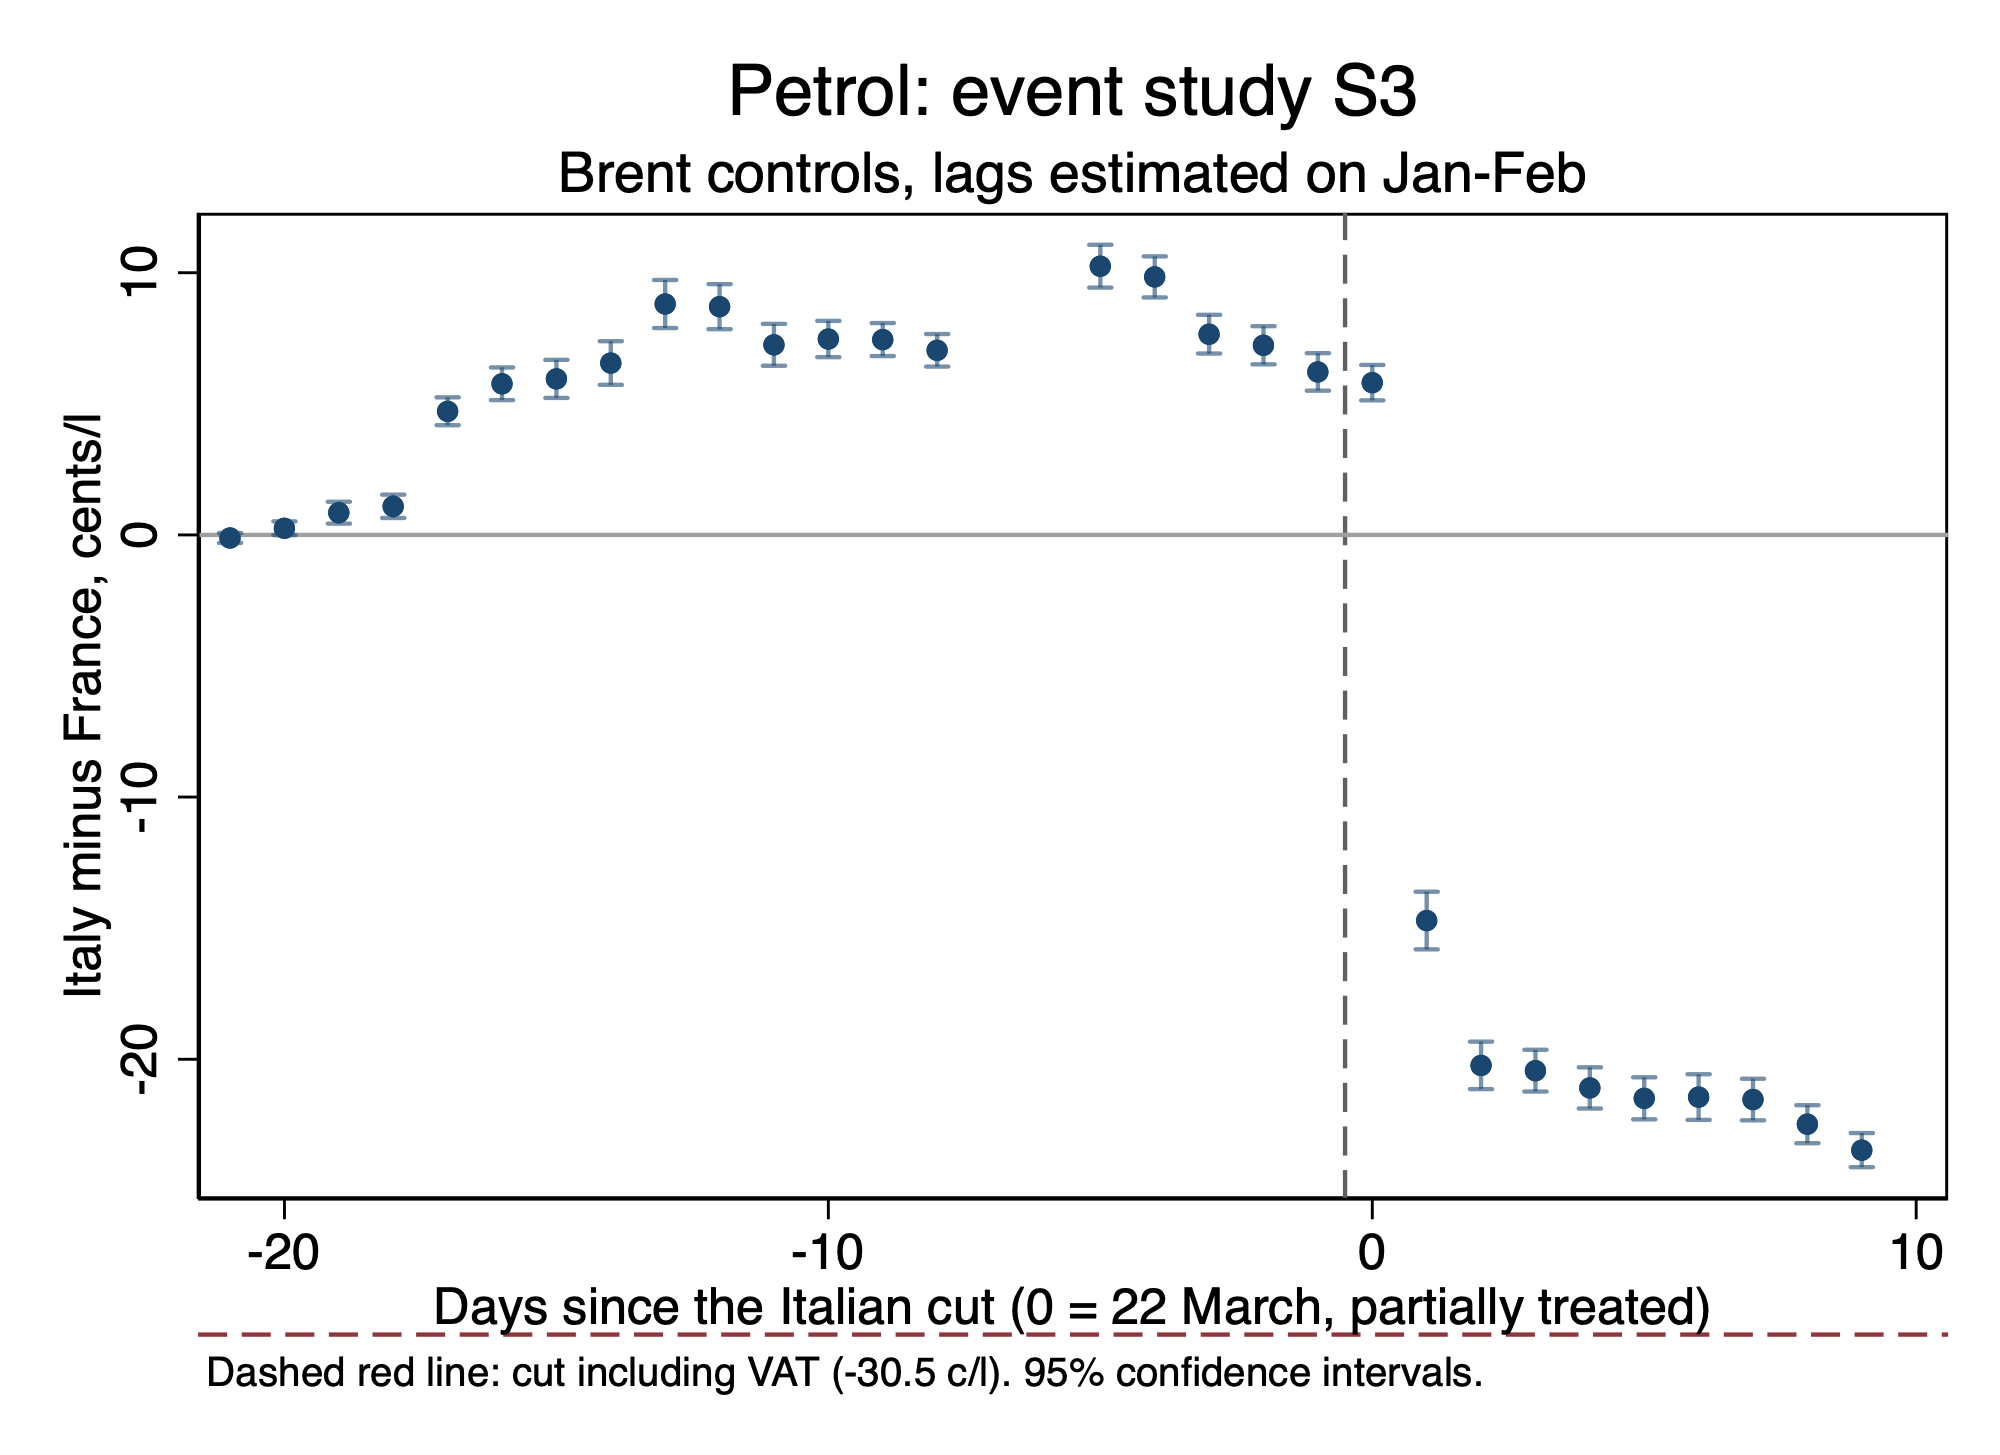 Petrol: event study S3
Brent controls, lags estimated on Jan-Feb
Italy minus France, cents/l
10
0
-10
-20
-20
-10
0
10
Days since the Italian cut (0 = 22 March, partially treated)
Dashed red line: cut including VAT (-30.5 c/l). 95% confidence intervals.